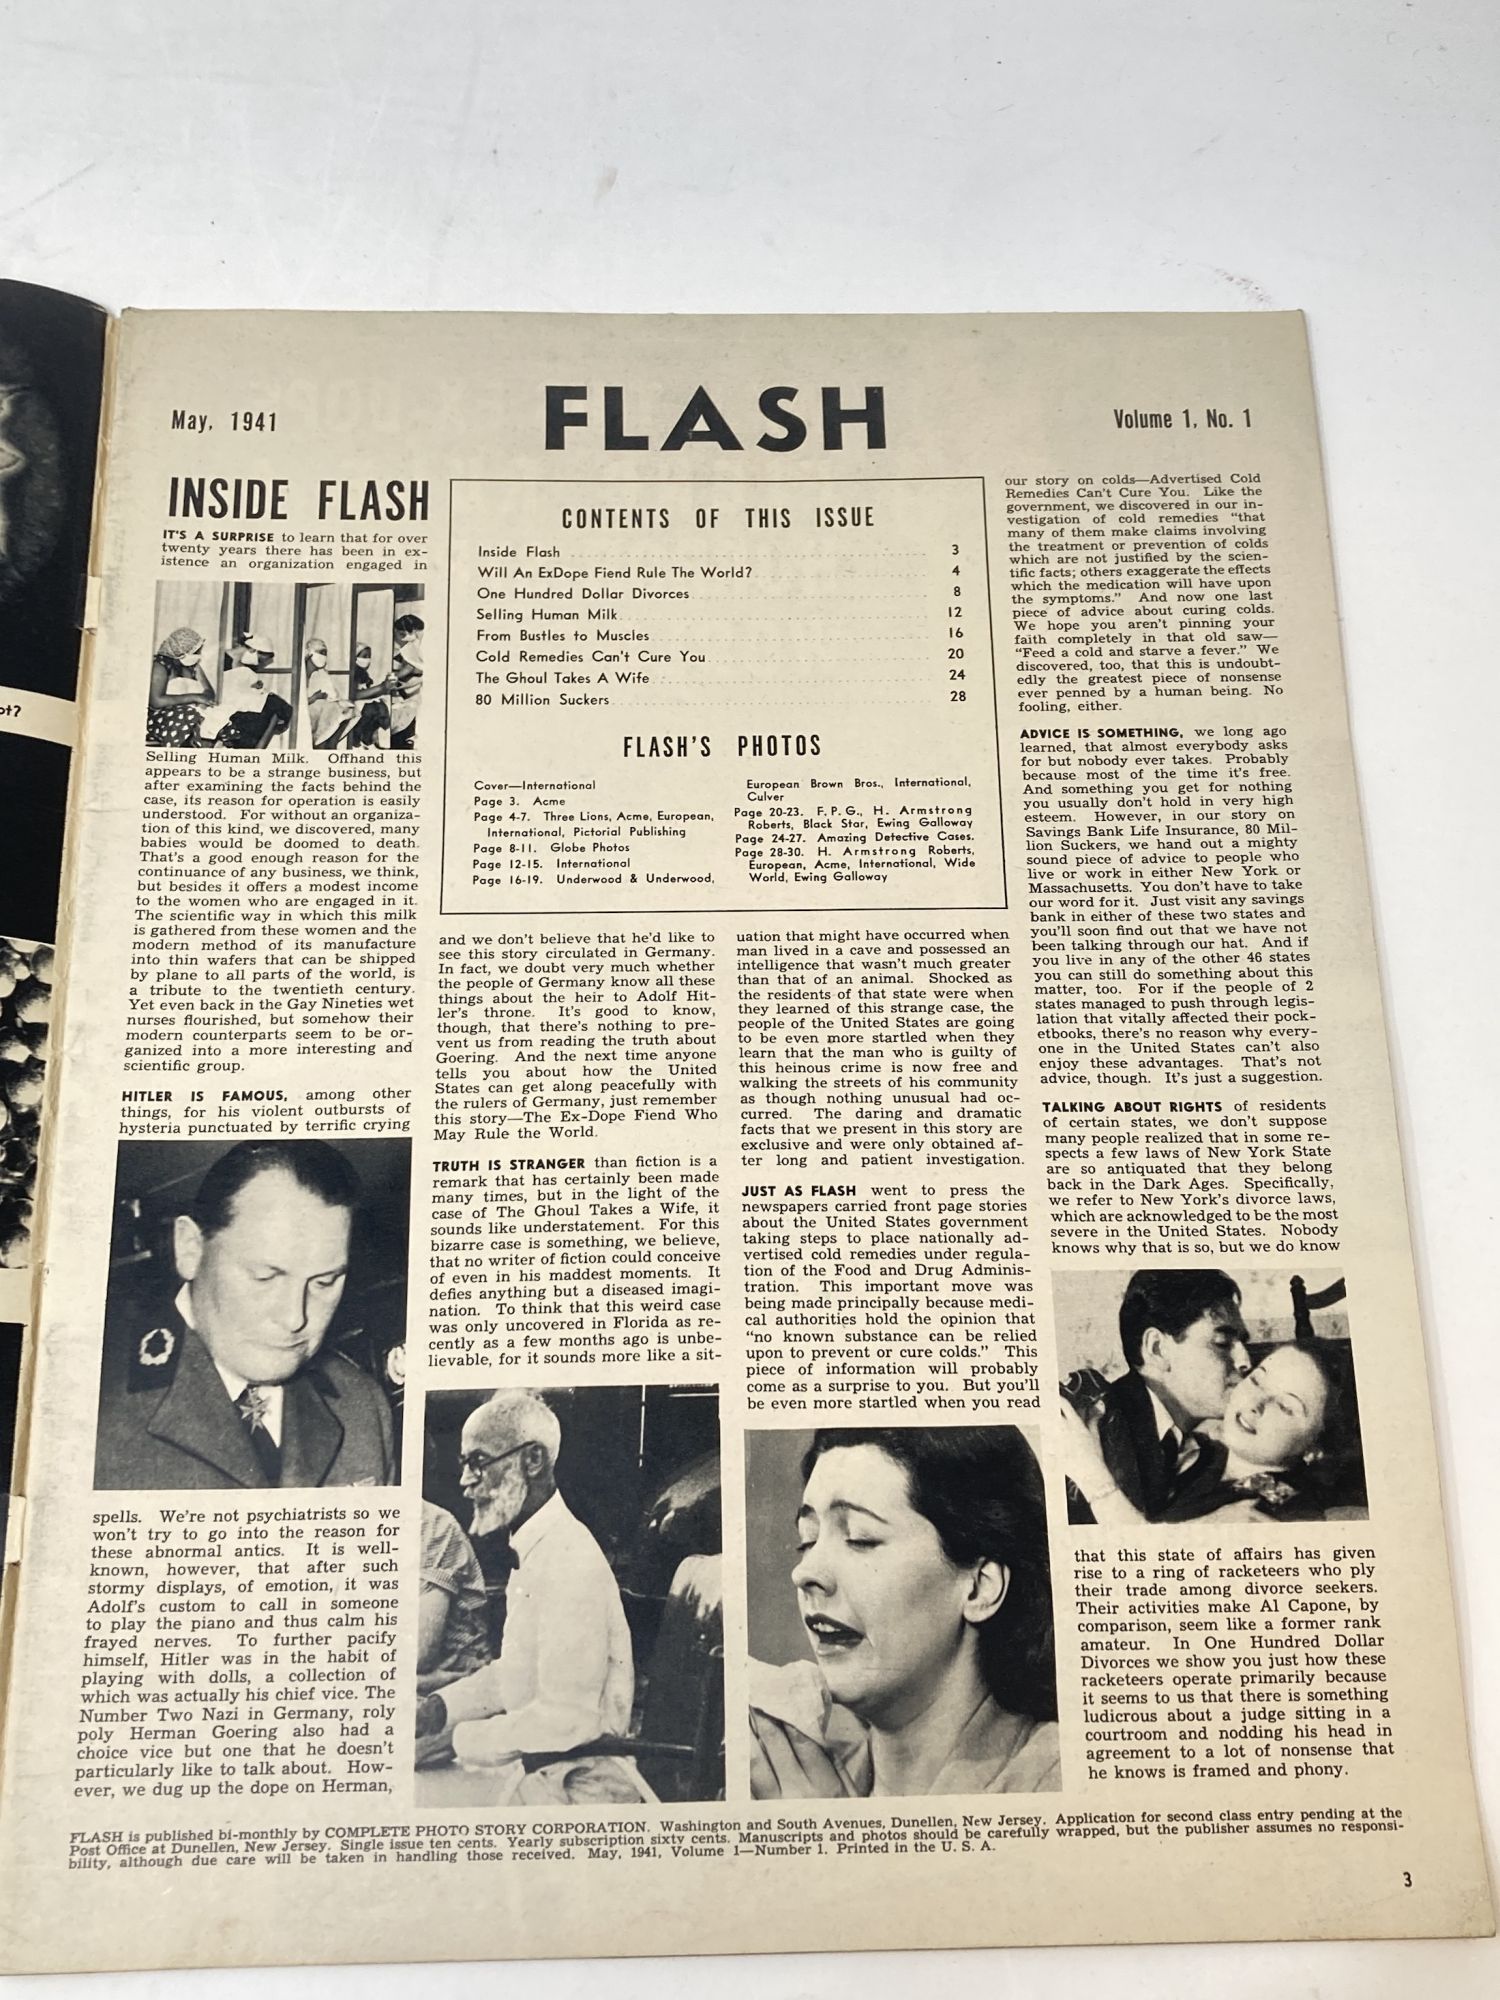 ot?
May, 1941
FLASH
Volume 1, No. 1
INSIDE FLASH
IT'S A SURPRISE to learn that for over
twenty years there has been in ex-
istence an organization engaged in
Selling Human Milk. Offhand this
appears to be a strange business, but
after examining the facts behind the
case, its reason for operation is easily
understood. For without an organiza-
tion of this kind, we discovered, many
babies would be doomed to death.
That's a good enough reason for the
continuance of any business, we think,
but besides it offers a modest income
to the women who are engaged in it.
The scientific way in which this milk
is gathered from these women and the
modern method of its manufacture
into thin wafers that can be shipped
by plane to all parts of the world, is
a tribute to the twentieth century.
Yet even back in the Gay Nineties wet
nurses flourished, but somehow their
modern counterparts seem to be or-
ganized into a more interesting and
scientific group.
HITLER IS FAMOUS, among other
things, for his violent outbursts of
hysteria punctuated by terrific crying
spells. We're not psychiatrists so we
won't try to go into the reason for
these abnormal antics. It is well-
known, however, that after such
stormy displays, of emotion, it was
Adolf's custom to call in someone
to play the piano and thus calm his
frayed nerves. To further pacify
himself, Hitler was in the habit of
playing with dolls, a collection of
which was actually his chief vice. The
Number Two Nazi in Germany, roly
poly Herman Goering also had a
choice vice but one that he doesn't
particularly like to talk about. How-
ever, we dug up the dope on Herman,
CONTENTS OF THIS ISSUE
Inside Flash 3
Will An ExDope Fiend Rule The World? 4
One Hundred Dollar Divorces 8
Selling Human Milk 12
From Bustles to Muscles 16
Cold Remedies Can't Cure You 20
The Ghoul Takes A Wife 24
80 Million Suckers 28
FLASH'S PHOTOS
Cover—International
Page 3. Acme
Page 4-7. Three Lions, Acme, European,
International, Pictorial Publishing
Page 8-11. Globe Photos
Page 12-15. International
Page 16-19. Underwood & Underwood,
European Brown Bros., International,
Culver
Page 20-23. F. P. G., H. Armstrong
Roberts, Black Star, Ewing Galloway
Page 24-27. Amazing Detective Cases.
Page 28-30. H. Armstrong Roberts,
European, Acme, International, Wide
World, Ewing Galloway
and we don't believe that he'd like to
see this story circulated in Germany.
In fact, we doubt very much whether
the people of Germany know all these
things about the heir to Adolf Hit-
ler's throne. It's good to know,
though, that there's nothing to pre-
vent us from reading the truth about
Goering. And the next time anyone
tells you about how the United
States can get along peacefully with
the rulers of Germany, just remember
this story—The Ex-Dope Fiend Who
May Rule the World.
TRUTH IS STRANGER than fiction is a
remark that has certainly been made
many times, but in the light of the
case of The Ghoul Takes a Wife, it
sounds like understatement. For this
bizarre case is something, we believe,
that no writer of fiction could conceive
of even in his maddest moments. It
defies anything but a diseased imagi-
nation. To think that this weird case
was only uncovered in Florida as re-
cently as a few months ago is unbe-
lievable, for it sounds more like a sit-
uation that might have occurred when
man lived in a cave and possessed an
intelligence that wasn't much greater
than that of an animal. Shocked as
the residents of that state were when
they learned of this strange case, the
people of the United States are going
to be even more startled when they
learn that the man who is guilty of
this heinous crime is now free and
walking the streets of his community
as though nothing unusual had oc-
curred. The daring and dramatic
facts that we present in this story are
exclusive and were only obtained af-
ter long and patient investigation.
JUST AS FLASH went to press the
newspapers carried front page stories
about the United States government
taking steps to place nationally ad-
vertised cold remedies under regula-
tion of the Food and Drug Adminis-
tration. This important move was
being made principally because medi-
cal authorities hold the opinion that
"no known substance can be relied
upon to prevent or cure colds." This
piece of information will probably
come as a surprise to you. But you'll
be even more startled when you read
our story on colds—Advertised Cold
Remedies Can't Cure You. Like the
government, we discovered in our in-
vestigation of cold remedies "that
many of them make claims involving
the treatment or prevention of colds
which are not justified by the scien-
tific facts; others exaggerate the effects
which the medication will have upon
the symptoms." And now one last
piece of advice about curing colds.
We hope you aren't pinning your
faith completely in that old saw—
"Feed a cold and starve a fever." We
discovered, too, that this is undoubt-
edly the greatest piece of nonsense
ever penned by a human being. No
fooling, either.
ADVICE IS SOMETHING, we long ago
learned, that almost everybody asks
for but nobody ever takes. Probably
because most of the time it's free.
And something you get for nothing
you usually don't hold in very high
esteem. However, in our story on
Savings Bank Life Insurance, 80 Mil-
lion Suckers, we hand out a mighty
sound piece of advice to people who
live or work in either New York or
Massachusetts. You don't have to take
our word for it. Just visit any savings
bank in either of these two states and
you'll soon find out that we have not
been talking through our hat. And if
you live in any of the other 46 states
you can still do something about this
matter, too. For if the people of 2
states managed to push through legis-
lation that vitally affected their pock-
etbooks, there's no reason why every-
one in the United States can't also
enjoy these advantages. That's not
advice, though. It's just a suggestion.
TALKING ABOUT RIGHTS of residents
of certain states, we don't suppose
many people realized that in some re-
spects a few laws of New York State
are so antiquated that they belong
back in the Dark Ages. Specifically,
we refer to New York's divorce laws,
which are acknowledged to be the most
severe in the United States. Nobody
knows why that is so, but we do know
that this state of affairs has given
rise to a ring of racketeers who ply
their trade among divorce seekers.
Their activities make Al Capone, by
comparison, seem like a former rank
amateur. In One Hundred Dollar
Divorces we show you just how these
racketeers operate primarily because
it seems to us that there is something
ludicrous about a judge sitting in a
courtroom and nodding his head in
agreement to a lot of nonsense that
he knows is framed and phony.
FLASH is published bi-monthly by COMPLETE PHOTO STORY CORPORATION. Washington and South Avenues, Dunellen, New Jersey. Application for second class entry pending at the
Post Office at Dunellen, New Jersey. Single issue ten cents. Yearly subscription sixty cents. Manuscripts and photos should be carefully wrapped, but the publisher assumes no responsi-
bility, although due care will be taken in handling those received. May, 1941, Volume 1—Number 1. Printed in the U. S. A.
3